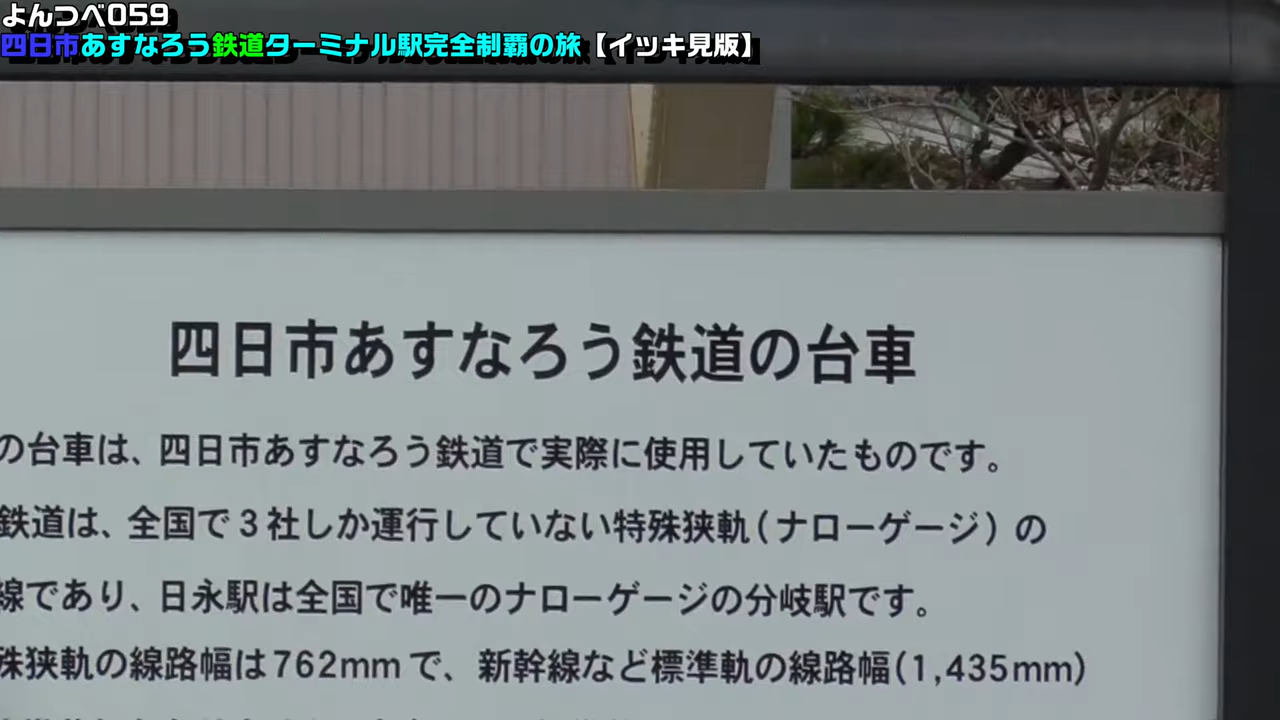 よんつべ059
四日市あすなろう鉄道ターミナル駅完全制覇の旅【イッキ見版】
四日市あすなろう鉄道の台車
の台車は、四日市あすなろう鉄道で実際に使用していたものです。
鉄道は、全国で3社しか運行していない特殊狭軌(ナローゲージ)の
線であり、日永駅は全国で唯一のナローゲージの分岐駅です。
殊狭軌の線路幅は762mmで、新幹線など標準軌の線路幅(1,435mm)